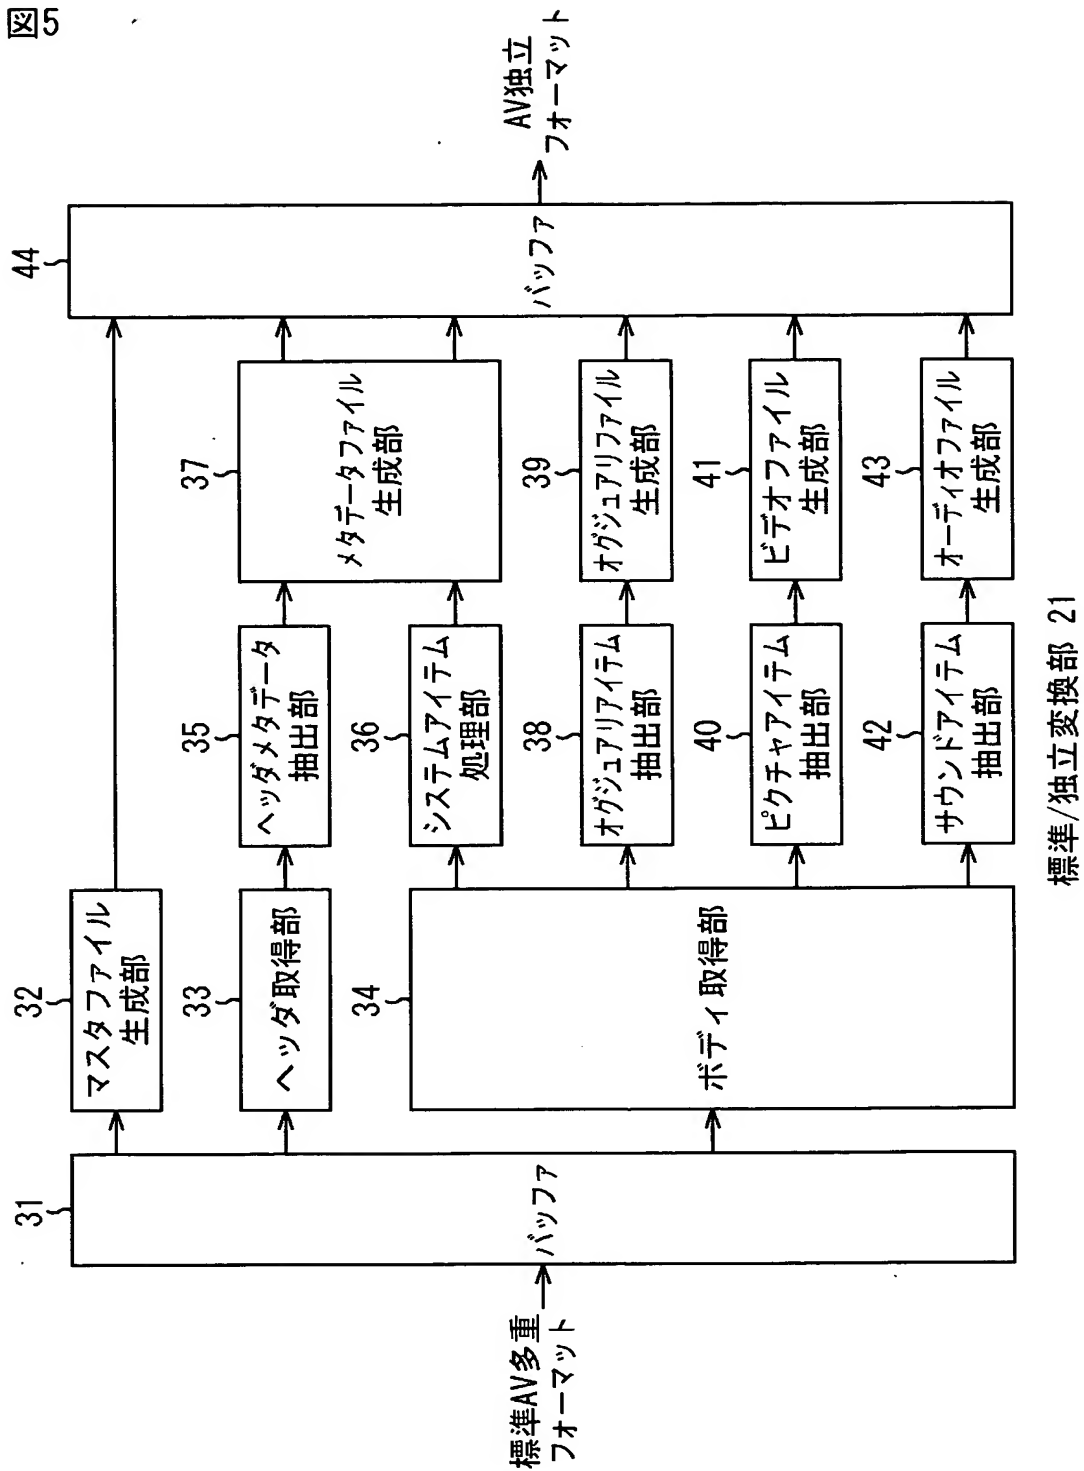 図5
標準AV多重
フォーマット
31
バッファ
32
マスタファイル
生成部
33
ヘッダ取得部
34
ボディ取得部
35
ヘッダメタデータ
抽出部
36
システムアイテム
処理部
37
メタデータファイル
生成部
38
オグジュアリアイテム
抽出部
39
オグジュアリファイル
生成部
40
ピクチャアイテム
抽出部
41
ビデオファイル
生成部
42
サウンドアイテム
抽出部
43
オーディオファイル
生成部
44
バッファ
AV独立
フォーマット
標準/独立変換部 21